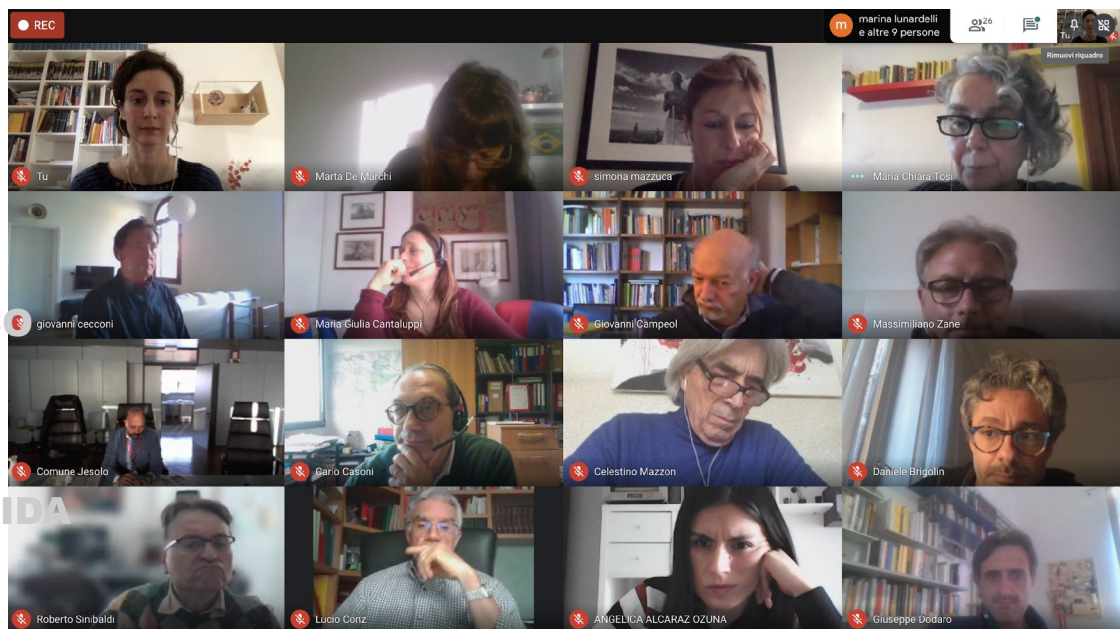 REC
m
marina lunardelli
e altre 9 persone
26
Tu
Rimuovi riquadro
Tu
Marta De Marchi
simona mazzuca
Maria Chiara Tosi
giovanni cecconi
Maria Giulia Cantaluppi
Giovanni Campeol
Massimiliano Zane
Comune Jesolo
Carlo Casoni
Celestino Mazzon
Daniele Brigolin
IDA
Roberto Sinibaldi
Lucio Conz
ANGELICA ALCARAZ OZUNA
Giuseppe Dodaro